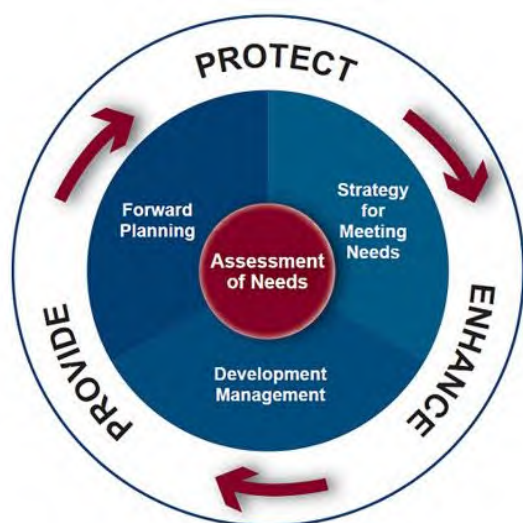 PROTECT
Forward
Planning
Strategy
for
Meeting
Needs
Assessment
of Needs
Development
Management
ENHANCE
PROVIDE